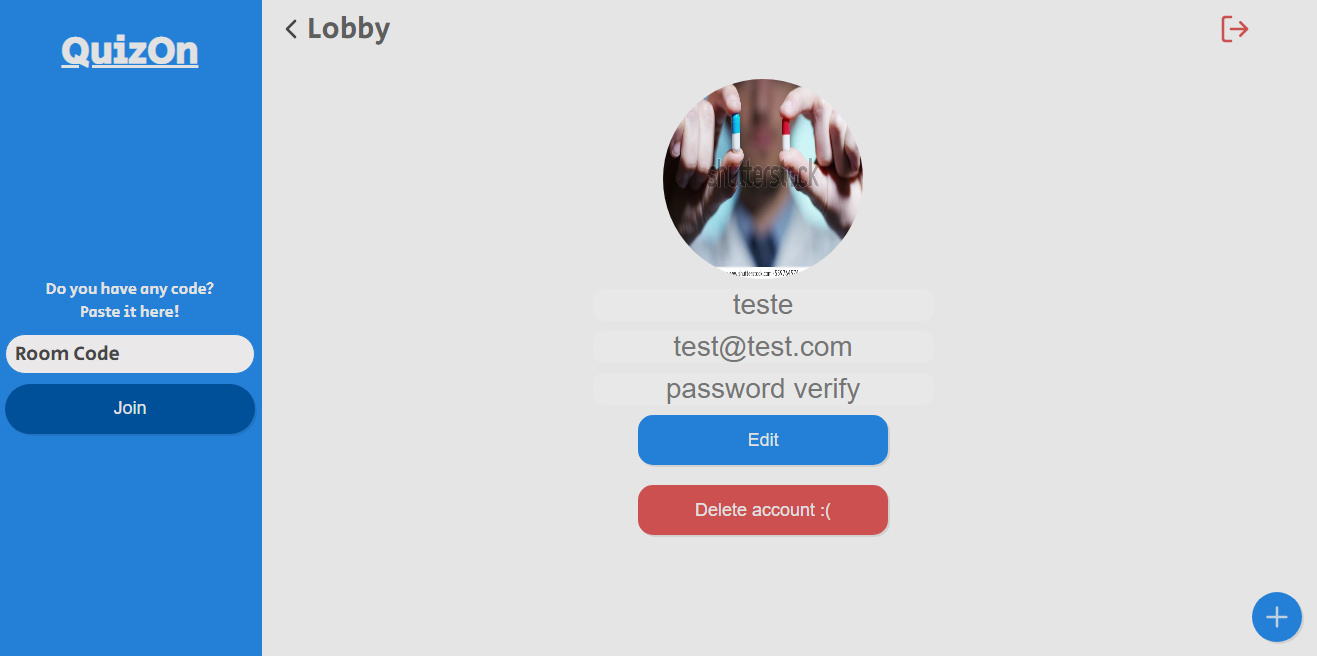 QuizOn
Lobby
Do you have any code?
Paste it here!
Room Code
Join
shutterstock
teste
test@test.com
password verify
Edit
Delete account :(